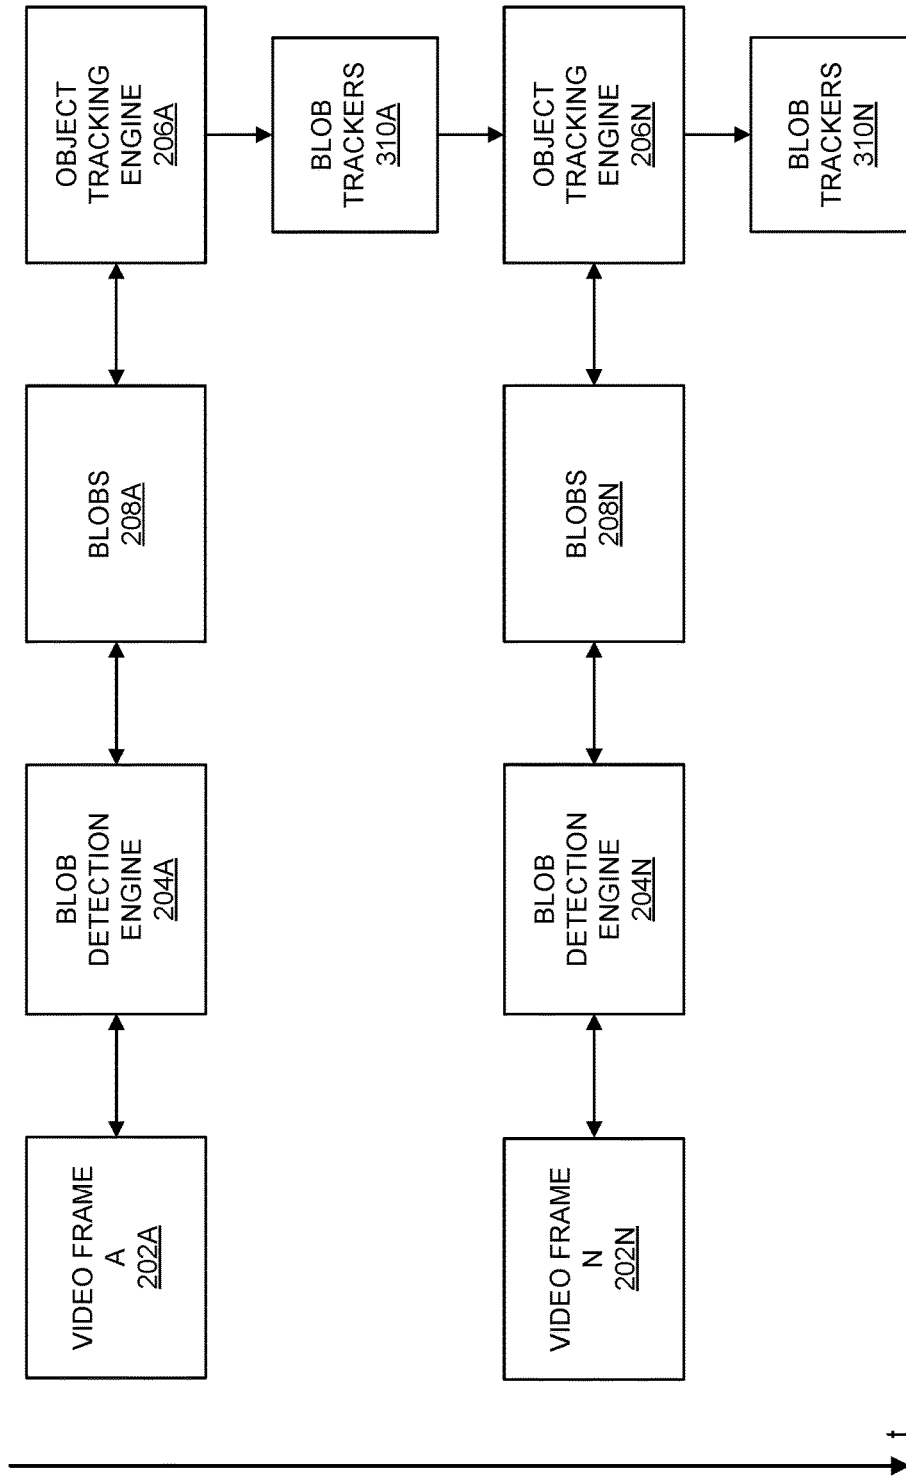 VIDEO FRAME
A
202A
BLOB
DETECTION
ENGINE
204A
BLOBS
208A
OBJECT
TRACKING
ENGINE
206A
BLOB
TRACKERS
310A
VIDEO FRAME
N
202N
BLOB
DETECTION
ENGINE
204N
BLOBS
208N
OBJECT
TRACKING
ENGINE
206N
BLOB
TRACKERS
310N
t